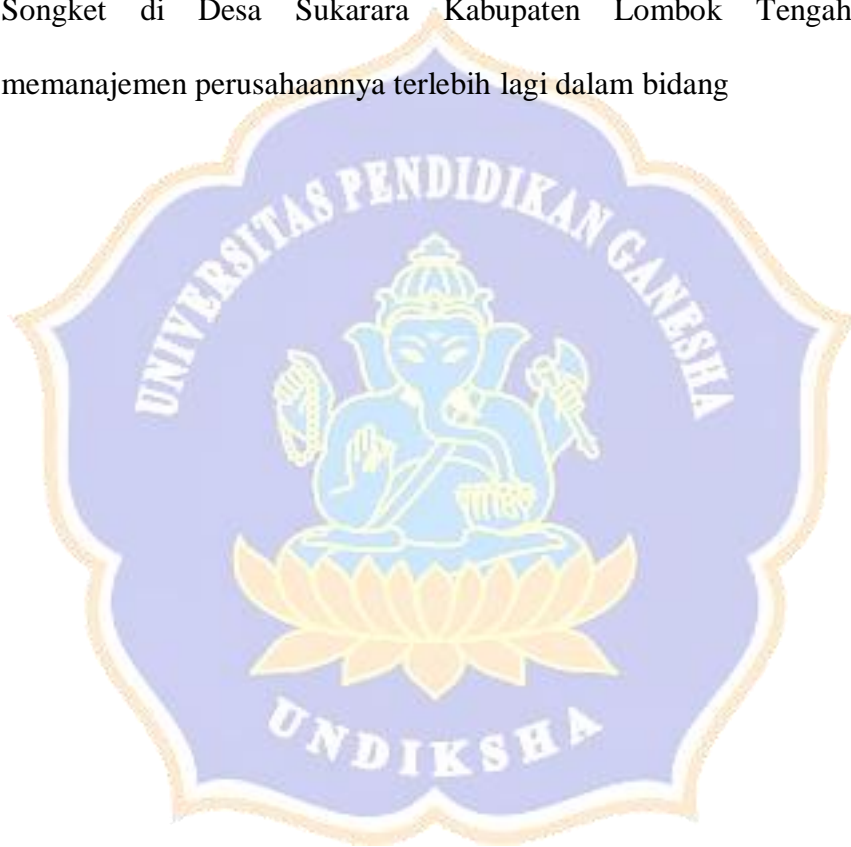 Songket di Desa Sukarara Kabupaten Lombok Tengah
memanajemen perusahaannya terlebih lagi dalam bidang
UNIVERSITAS PENDIDIKAN GANESHA
UNDIKSHA